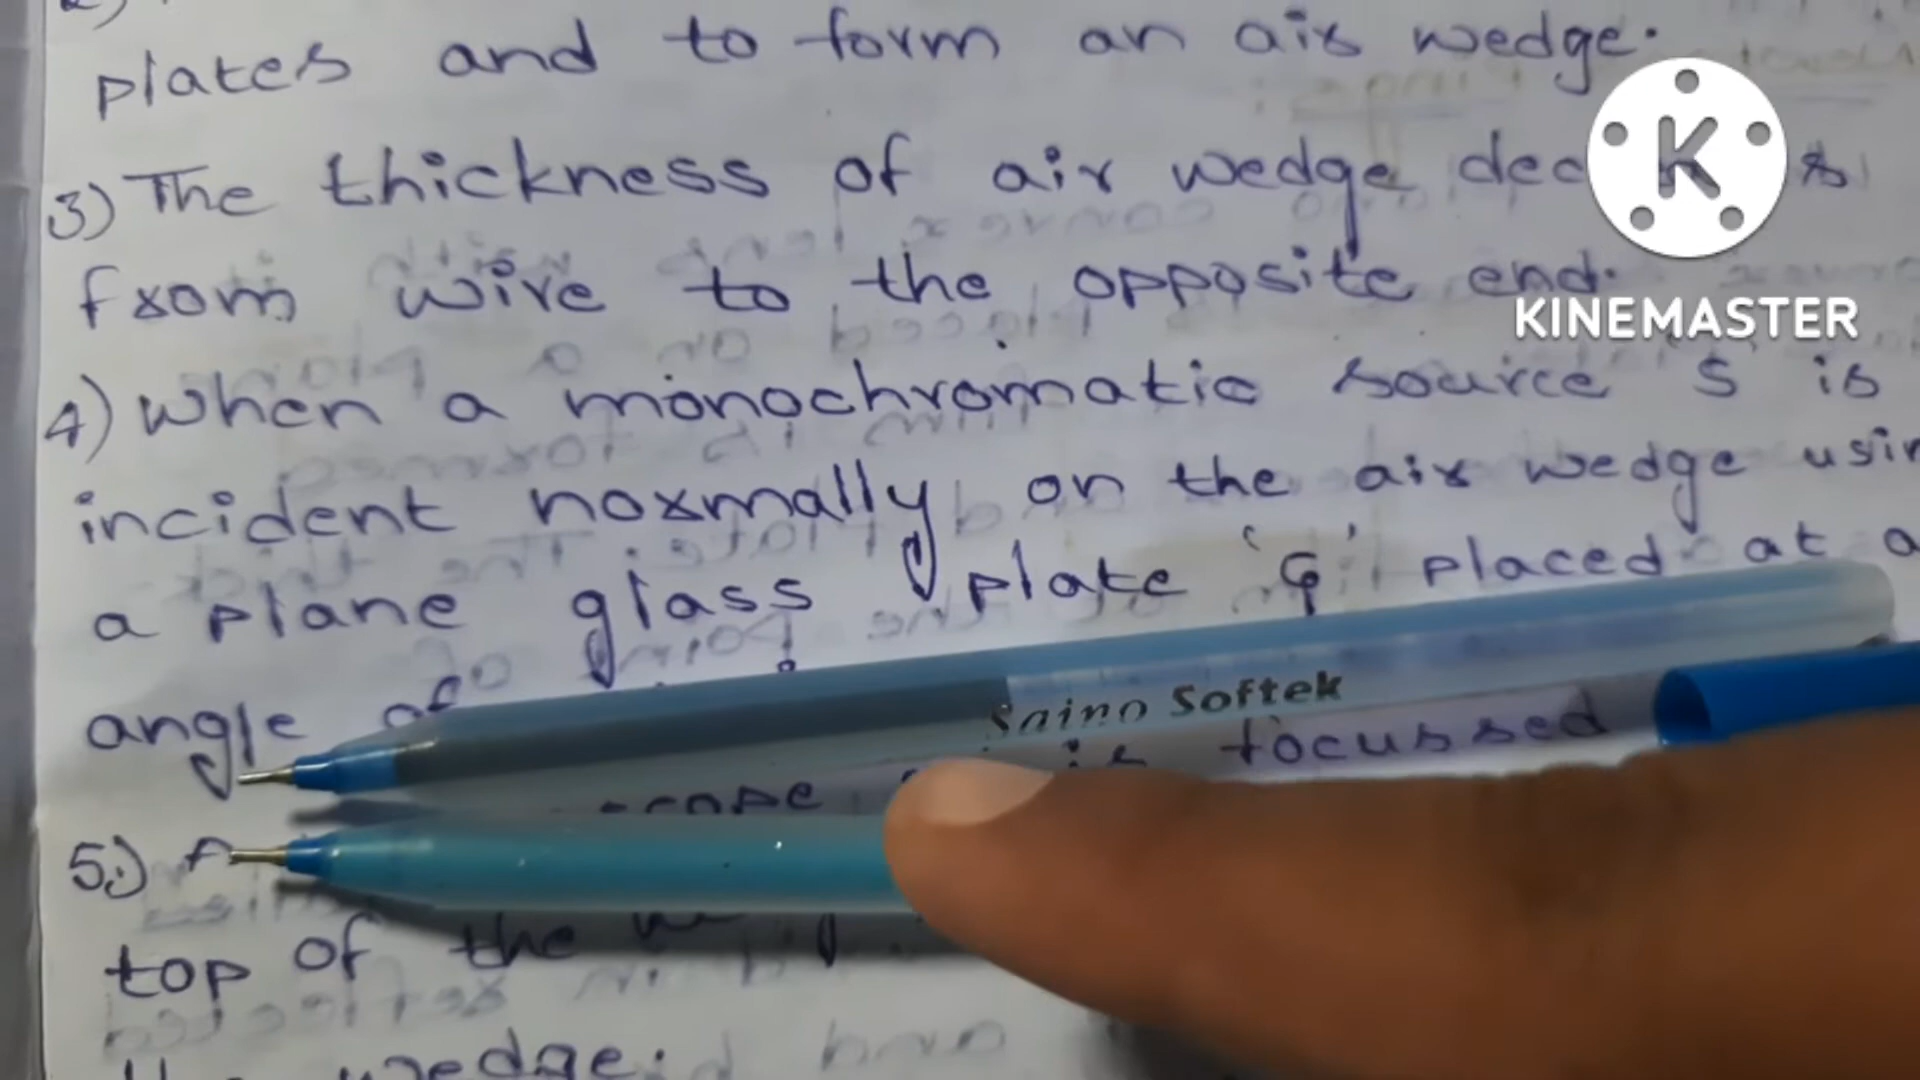 plates and to form an air wedge.
3) The thickness of air wedge
from wire to the opposite end.
4) When a monochromatic source 's' is
incident normally on the air wedge
a plane glass plate 'G' placed at a
angle of
Saino Softek
is focussed
5)
top of the
wedge.
KINEMASTER